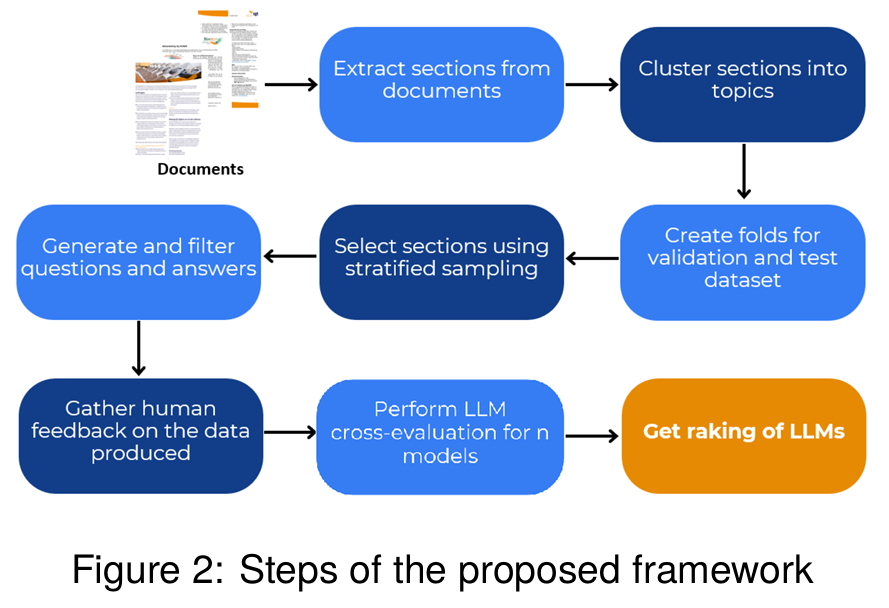 Documents
Extract sections from
documents
Cluster sections into
topics
Create folds for
validation and test
dataset
Select sections using
stratified sampling
Generate and filter
questions and answers
Gather human
feedback on the data
produced
Perform LLM
cross-evaluation for n
models
Get raking of LLMs
Figure 2: Steps of the proposed framework